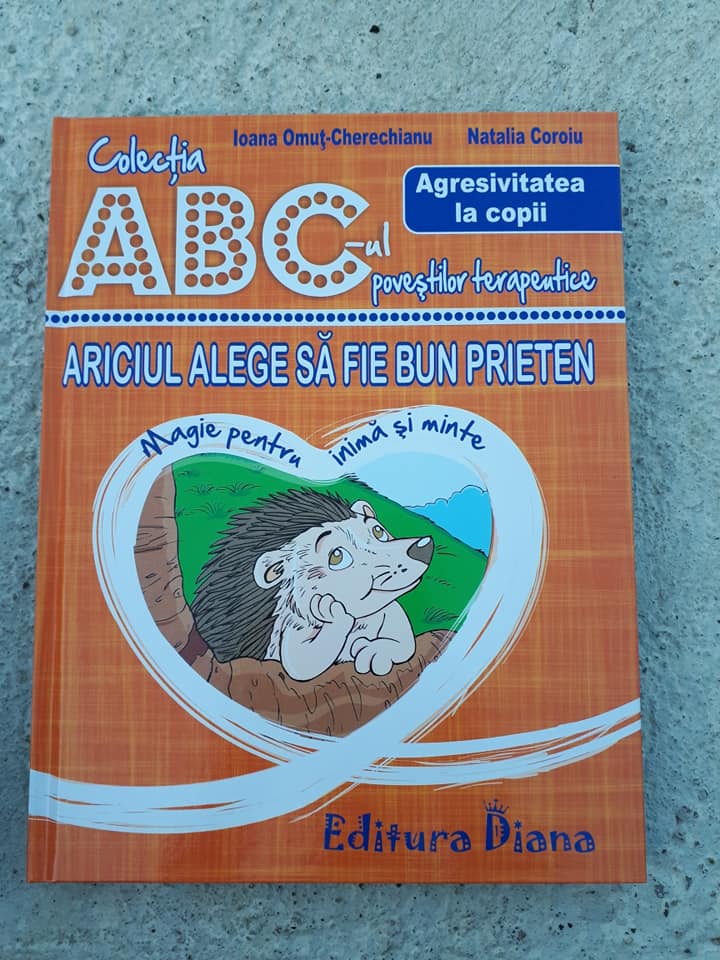 Ioana Omuţ-Cherechianu Natalia Coroiu
Colecția
ABC-ul
poveștilor terapeutice
Agresivitatea
la copii
ARICIUL ALEGE SĂ FIE BUN PRIETEN
Magie pentru inimă și minte
Editura Diana